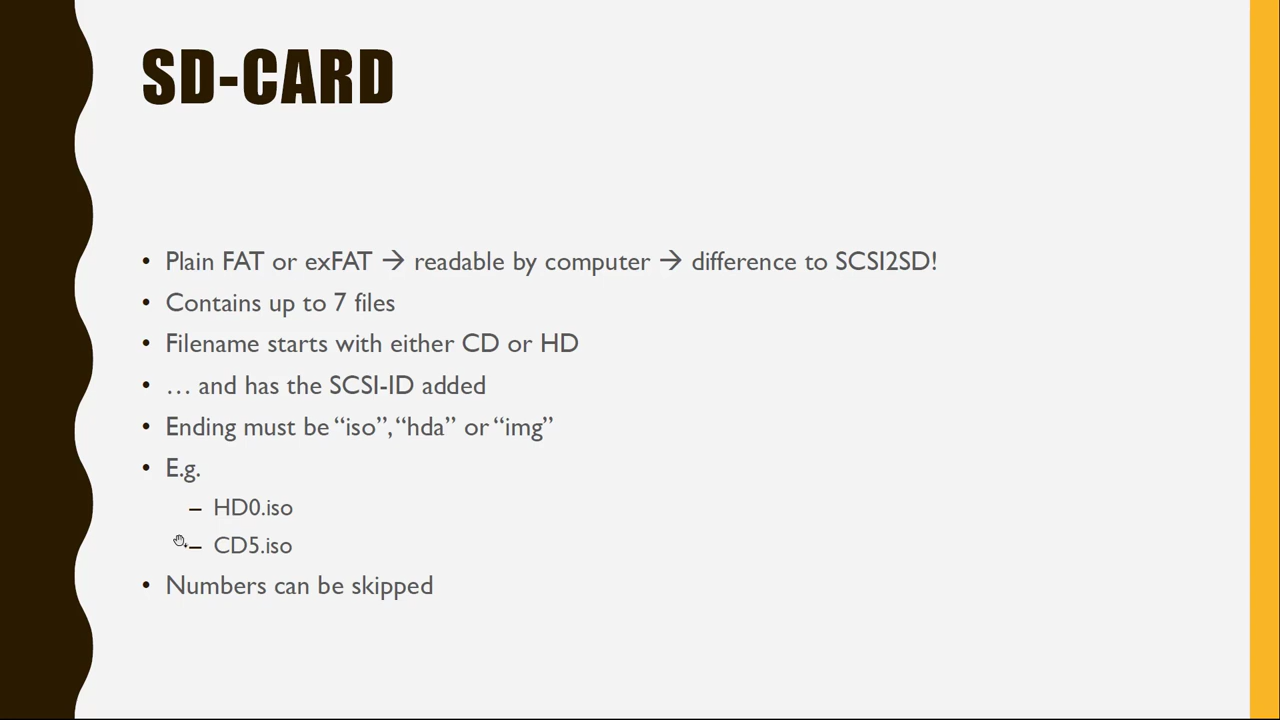 SD-CARD
• Plain FAT or exFAT → readable by computer → difference to SCSI2SD!
• Contains up to 7 files
• Filename starts with either CD or HD
• … and has the SCSI-ID added
• Ending must be “iso”, “hda” or “img”
• E.g.
– HD0.iso
– CD5.iso
• Numbers can be skipped